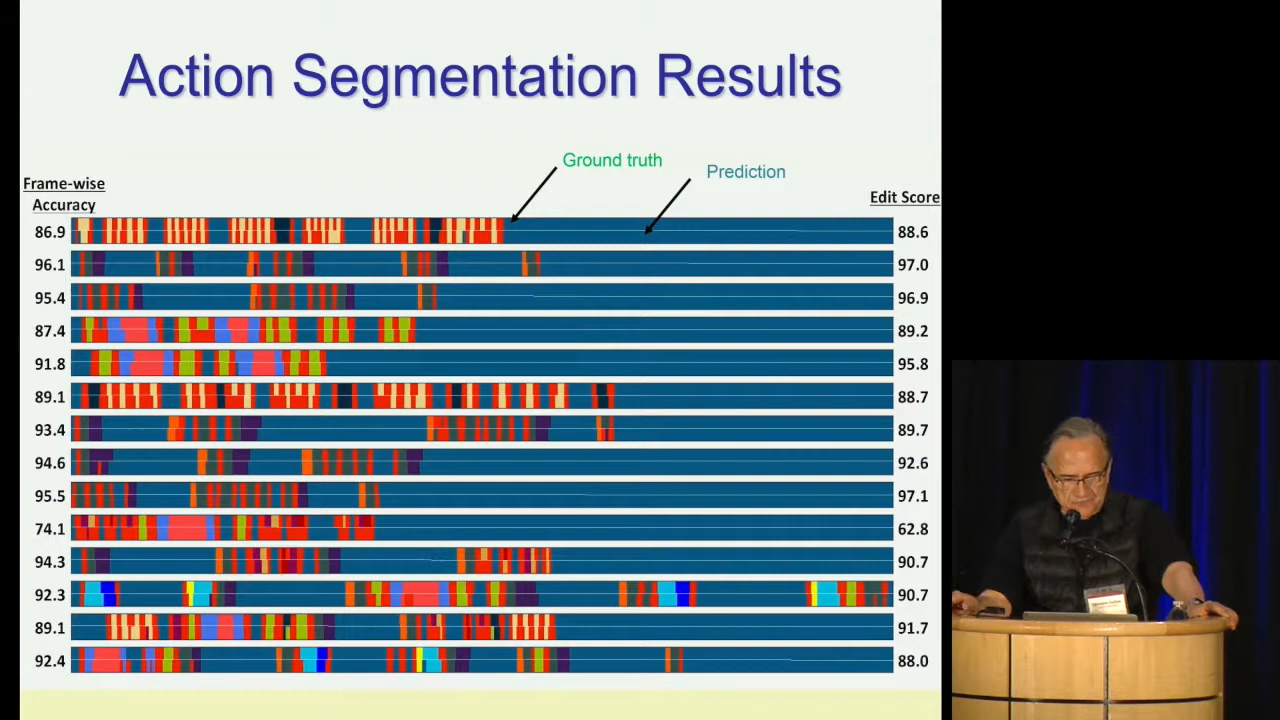 Action Segmentation Results
Ground truth
Prediction
Frame-wise
Accuracy
Edit Score
86.9 88.6
96.1 97.0
95.4 96.9
87.4 89.2
91.8 95.8
89.1 88.7
93.4 89.7
94.6 92.6
95.5 97.1
74.1 62.8
94.3 90.7
92.3 90.7
89.1 91.7
92.4 88.0